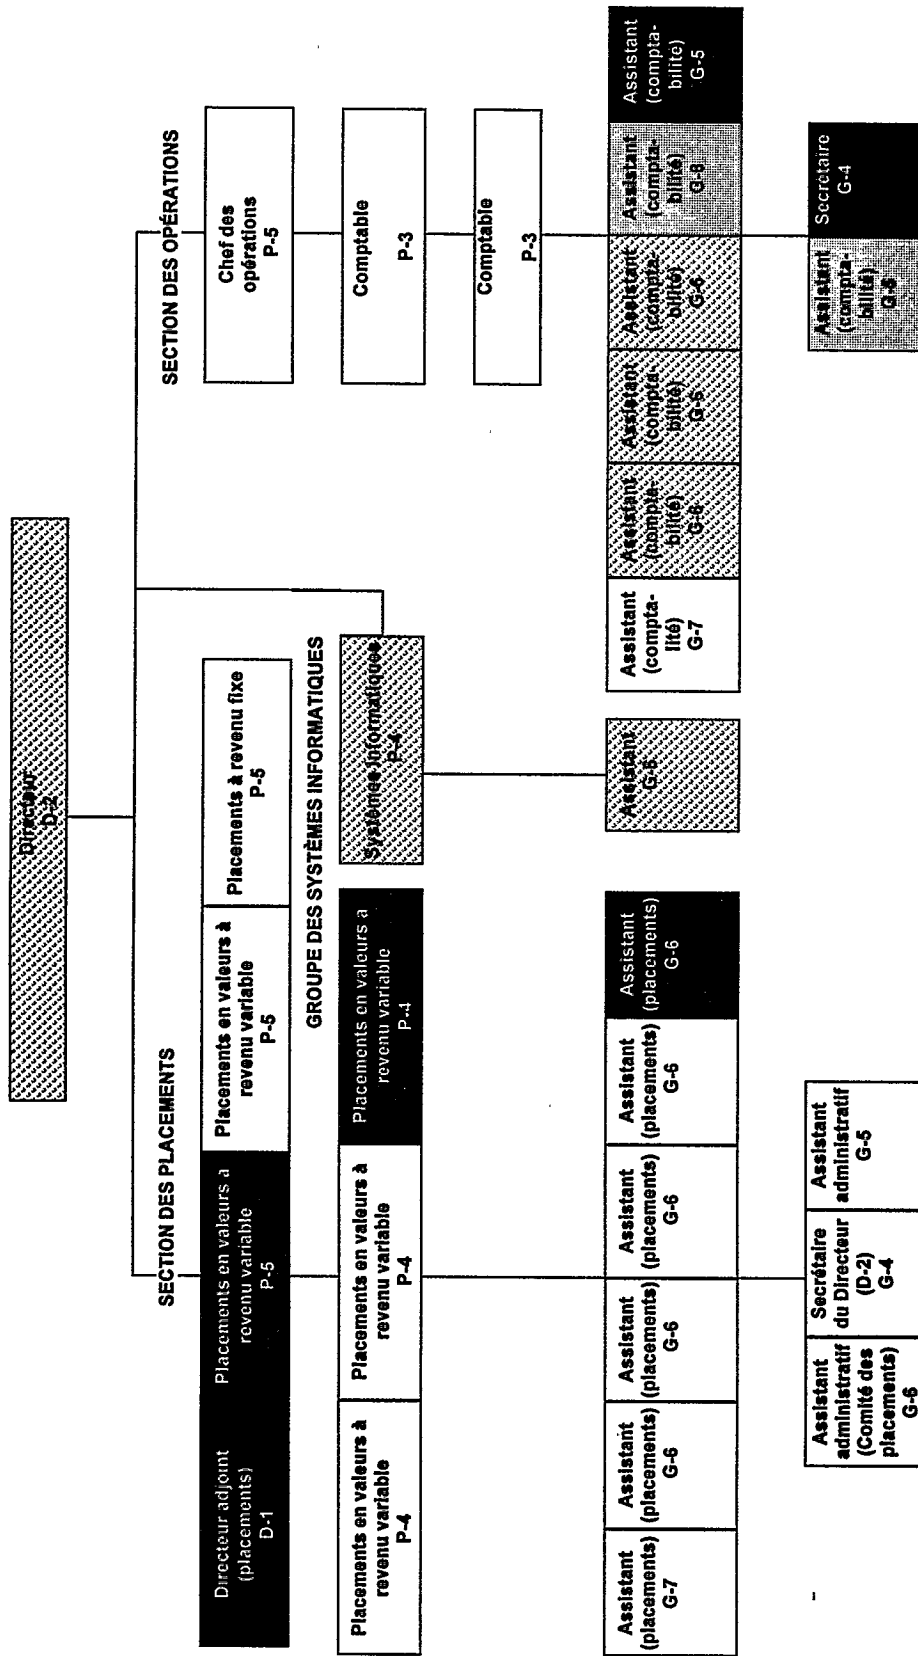 Directeur
D-2
SECTION DES PLACEMENTS
Directeur adjoint
(placements)
D-1
Placements en valeurs a
revenu variable
P-5
Placements en valeurs à
revenu variable
P-5
Placements à revenu fixe
P-5
Placements en valeurs à
revenu variable
P-4
Placements en valeurs à
revenu variable
P-4
Placements en valeurs a
revenu variable
P-4
Assistant
(placements)
G-7
Assistant
(placements)
G-6
Assistant
(placements)
G-6
Assistant
(placements)
G-6
Assistant
(placements)
G-6
Assistant
(placements)
G-6
Assistant
administratif
(Comité des
placements)
G-6
Secrétaire
du Directeur
(D-2)
G-4
Assistant
administratif
G-5
GROUPE DES SYSTÈMES INFORMATIQUES
Systèmes informatiques
P-4
Assistant
G-6
SECTION DES OPÉRATIONS
Chef des
opérations
P-5
Comptable
P-3
Comptable
P-3
Assistant
(compta-
lité)
G-7
Assistant
(compta-
bilité)
G-6
Assistant
(compta-
bilité)
G-6
Assistant
(compta-
bilité)
G-6
Assistant
(compta-
bilité)
Assistant
(compta-
bilité)
G-5
Assistant
(compta-
bilité)
Secrétaire
G-4